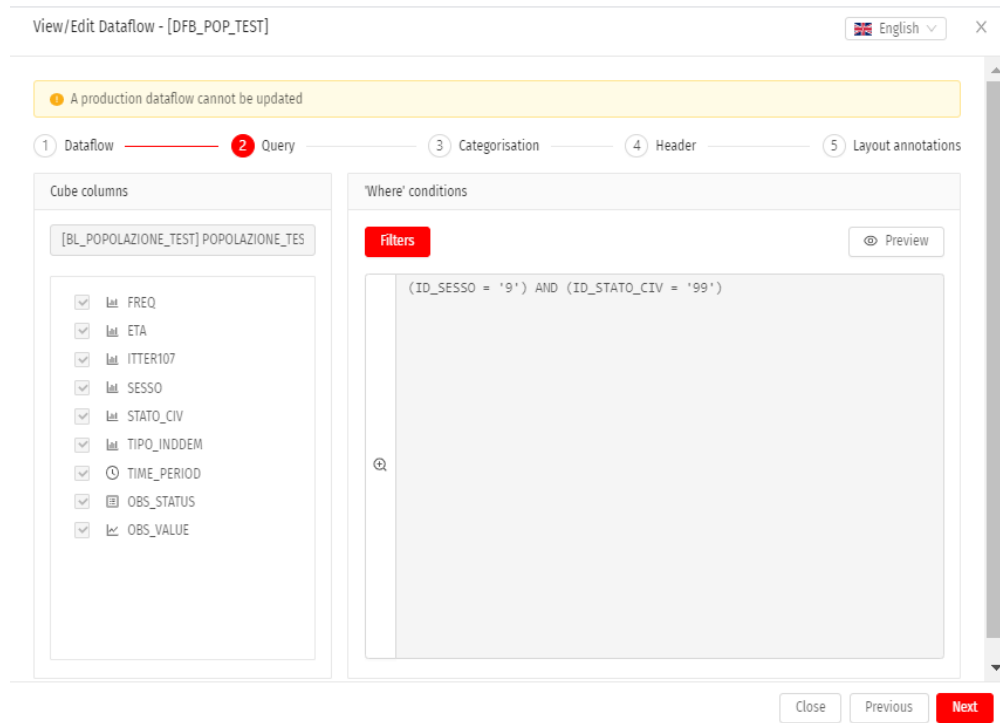 View/Edit Dataflow - [DFB_POP_TEST]
English
A production dataflow cannot be updated
1 Dataflow 2 Query 3 Categorisation 4 Header 5 Layout annotations
Cube columns
[BL_POPOLAZIONE_TEST] POPOLAZIONE_TES
FREQ
ETA
ITTER107
SESSO
STATO_CIV
TIPO_INDDEM
TIME_PERIOD
OBS_STATUS
OBS_VALUE
'Where' conditions
Filters
Preview
(ID_SESSO = '9') AND (ID_STATO_CIV = '99')
Close Previous Next